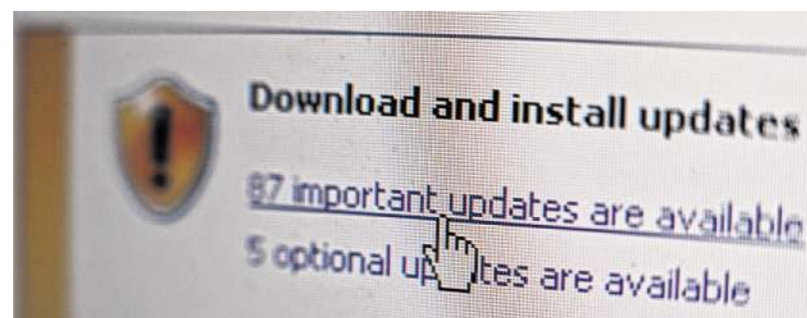 Download and install updates
87 important updates are available
5 optional updates are available